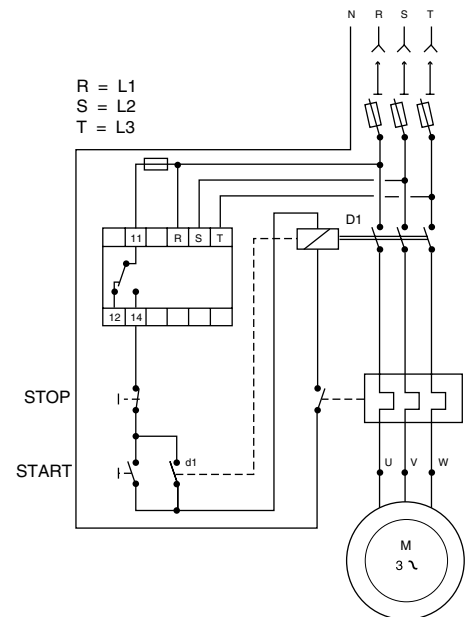 N R S T
R = L1
S = L2
T = L3
D1
11 R S T
12 14
STOP
START
d1
U V W
M
3 ~